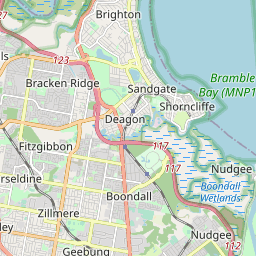 Brighton
123
Bramble
Bay (MNP1
Bracken Ridge
Sandgate
Shorncliffe
Deagon
Fitzgibbon
117
117
Nudgee
Boondall
Wetlands
Boondall
Zillmere
Nudgee
112
Geebung